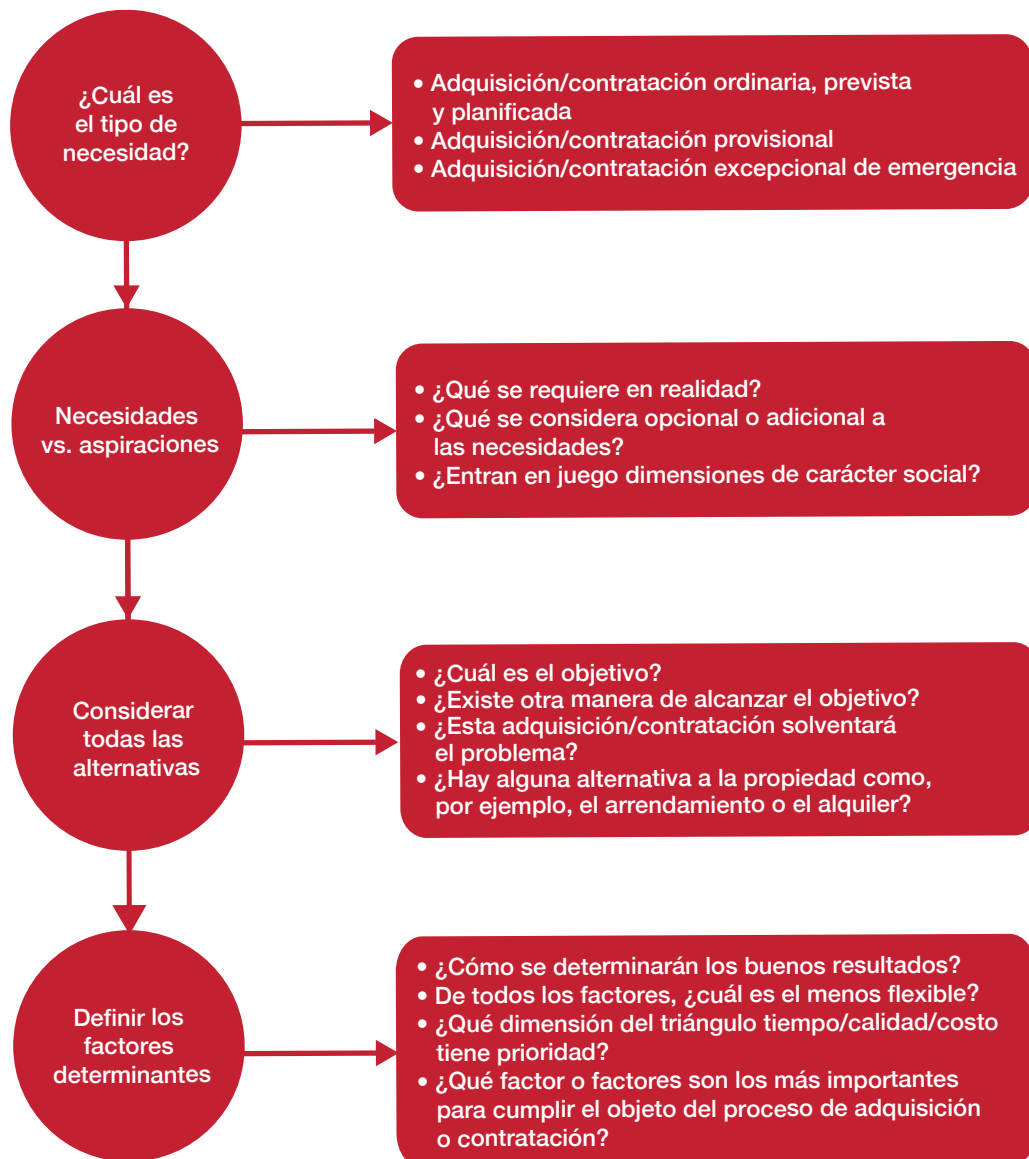 ¿Cuál es
el tipo de
necesidad?
• Adquisición/contratación ordinaria, prevista
y planificada
• Adquisición/contratación provisional
• Adquisición/contratación excepcional de emergencia
Necesidades
vs. aspiraciones
• ¿Qué se requiere en realidad?
• ¿Qué se considera opcional o adicional a
las necesidades?
• ¿Entran en juego dimensiones de carácter social?
Considerar
todas las
alternativas
• ¿Cuál es el objetivo?
• ¿Existe otra manera de alcanzar el objetivo?
• ¿Esta adquisición/contratación solventará
el problema?
• ¿Hay alguna alternativa a la propiedad como,
por ejemplo, el arrendamiento o el alquiler?
Definir los
factores
determinantes
• ¿Cómo se determinarán los buenos resultados?
• De todos los factores, ¿cuál es el menos flexible?
• ¿Qué dimensión del triángulo tiempo/calidad/costo
tiene prioridad?
• ¿Qué factor o factores son los más importantes
para cumplir el objeto del proceso de adquisición
o contratación?